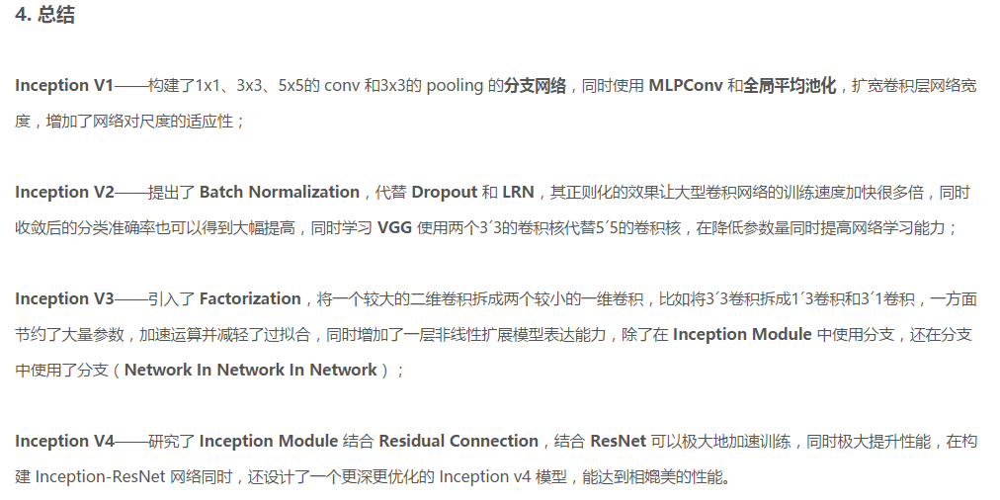 4. 总结
Inception V1——构建了1x1、3x3、5x5的 conv 和3x3的 pooling 的分支网络，同时使用 MLPConv 和全局平均池化，扩宽卷积层网络宽
度，增加了网络对尺度的适应性；
Inception V2——提出了 Batch Normalization，代替 Dropout 和 LRN，其正则化的效果让大型卷积网络的训练速度加快很多倍，同时
收敛后的分类准确率也可以得到大幅提高，同时学习 VGG 使用两个3´3的卷积核代替5´5的卷积核，在降低参数量同时提高网络学习能力；
Inception V3——引入了 Factorization，将一个较大的二维卷积拆成两个较小的一维卷积，比如将3´3卷积拆成1´3卷积和3´1卷积，一方面
节约了大量参数，加速运算并减轻了过拟合，同时增加了一层非线性扩展模型表达能力，除了在 Inception Module 中使用分支，还在分支
中使用了分支（Network In Network In Network）；
Inception V4——研究了 Inception Module 结合 Residual Connection，结合 ResNet 可以极大地加速训练，同时极大提升性能，在构
建 Inception-ResNet 网络同时，还设计了一个更深更优化的 Inception v4 模型，能达到相媲美的性能。